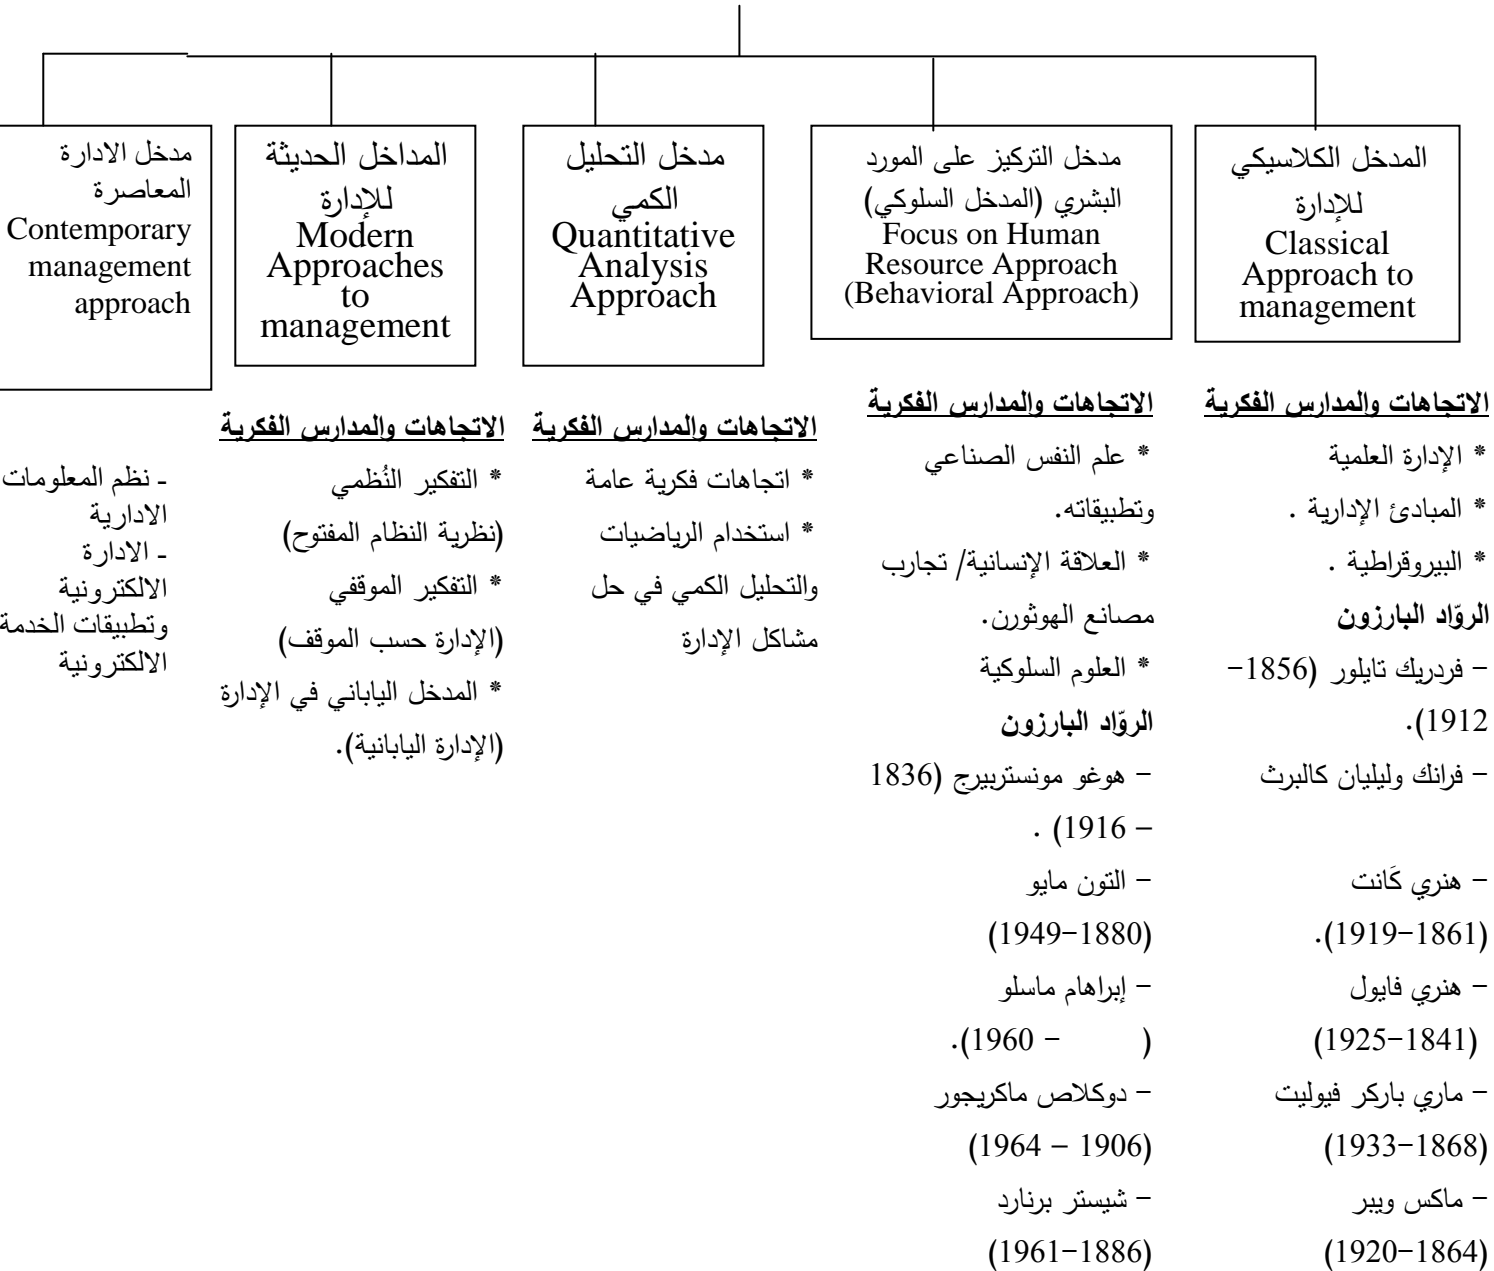 المدخل الكلاسيكي
للإدارة
Classical
Approach to
management
الاتجاهات والمدارس الفكرية
* الإدارة العلمية
* المبادئ الإدارية .
* البيروقراطية .
الروّاد البارزون
– فردريك تايلور (1856–
1912).
– فرانك وليليان كالبرث
– هنري كَانت
(1861–1919).
– هنري فايول
(1841–1925)
– ماري باركر فيوليت
(1868–1933)
– ماكس ويبر
(1864–1920)
مدخل التركيز على المورد
البشري (المدخل السلوكي)
Focus on Human
Resource Approach
(Behavioral Approach)
الاتجاهات والمدارس الفكرية
* علم النفس الصناعي
وتطبيقاته.
* العلاقة الإنسانية/ تجارب
مصانع الهوثورن.
* العلوم السلوكية
الروّاد البارزون
– هوغو مونستربيرج (1836
– 1916) .
– التون مايو
(1880–1949)
– إبراهام ماسلو
( – 1960).
– دوكلاص ماكريجور
(1906 – 1964)
– شيستر برنارد
(1886–1961)
مدخل التحليل
الكمي
Quantitative
Analysis
Approach
الاتجاهات والمدارس الفكرية
* اتجاهات فكرية عامة
* استخدام الرياضيات
والتحليل الكمي في حل
مشاكل الإدارة
المداخل الحديثة
للإدارة
Modern
Approaches
to
management
الاتجاهات والمدارس الفكرية
* التفكير النُظمي
(نظرية النظام المفتوح)
* التفكير الموقفي
(الإدارة حسب الموقف)
* المدخل الياباني في الإدارة
(الإدارة اليابانية).
مدخل الادارة
المعاصرة
Contemporary
management
approach
- نظم المعلومات
الادارية
- الادارة
الالكترونية
وتطبيقات الخدمة
الالكترونية